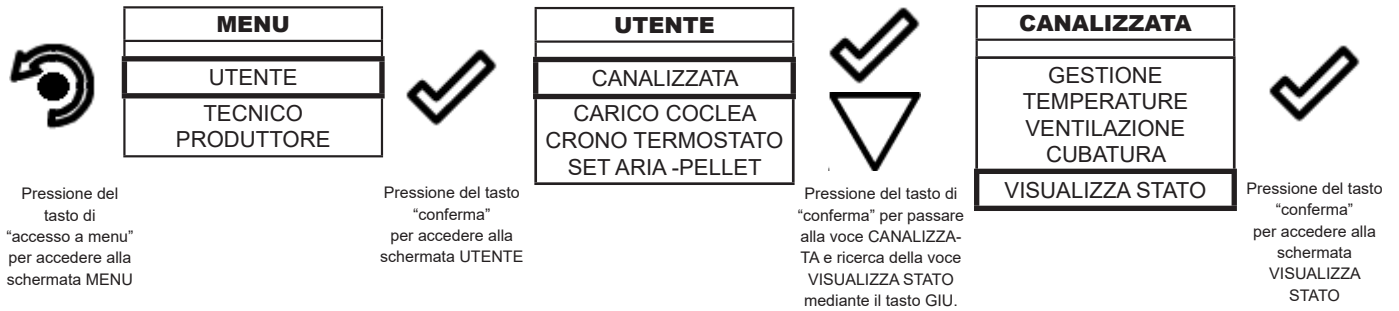 MENU
UTENTE
TECNICO
PRODUTTORE
UTENTE
CANALIZZATA
CARICO COCLEA
CRONO TERMOSTATO
SET ARIA -PELLET
CANALIZZATA
GESTIONE
TEMPERATURE
VENTILAZIONE
CUBATURA
VISUALIZZA STATO
Pressione del
tasto di
“accesso a menu”
per accedere alla
schermata MENU
Pressione del tasto
“conferma”
per accedere alla
schermata UTENTE
Pressione del tasto di
“conferma” per passare
alla voce CANALIZZA-
TA e ricerca della voce
VISUALIZZA STATO
mediante il tasto GIU.
Pressione del tasto
“conferma”
per accedere alla
schermata
VISUALIZZA
STATO